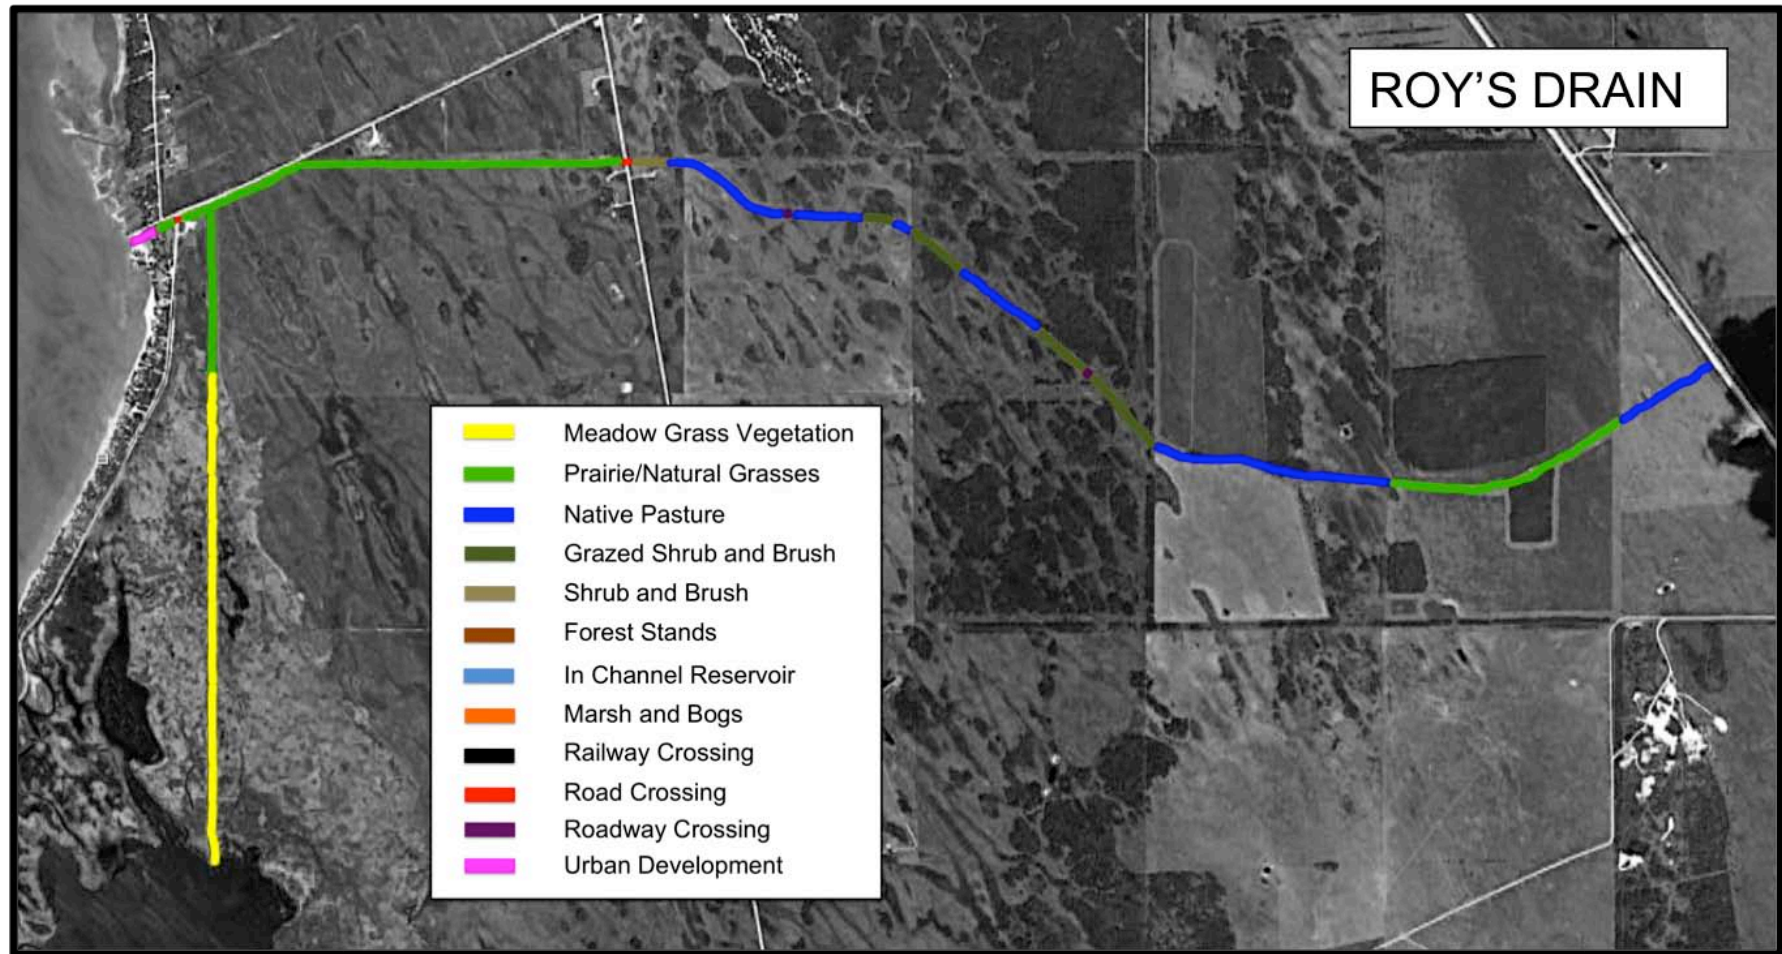 ROY'S DRAIN
Meadow Grass Vegetation
Prairie/Natural Grasses
Native Pasture
Grazed Shrub and Brush
Shrub and Brush
Forest Stands
In Channel Reservoir
Marsh and Bogs
Railway Crossing
Road Crossing
Roadway Crossing
Urban Development